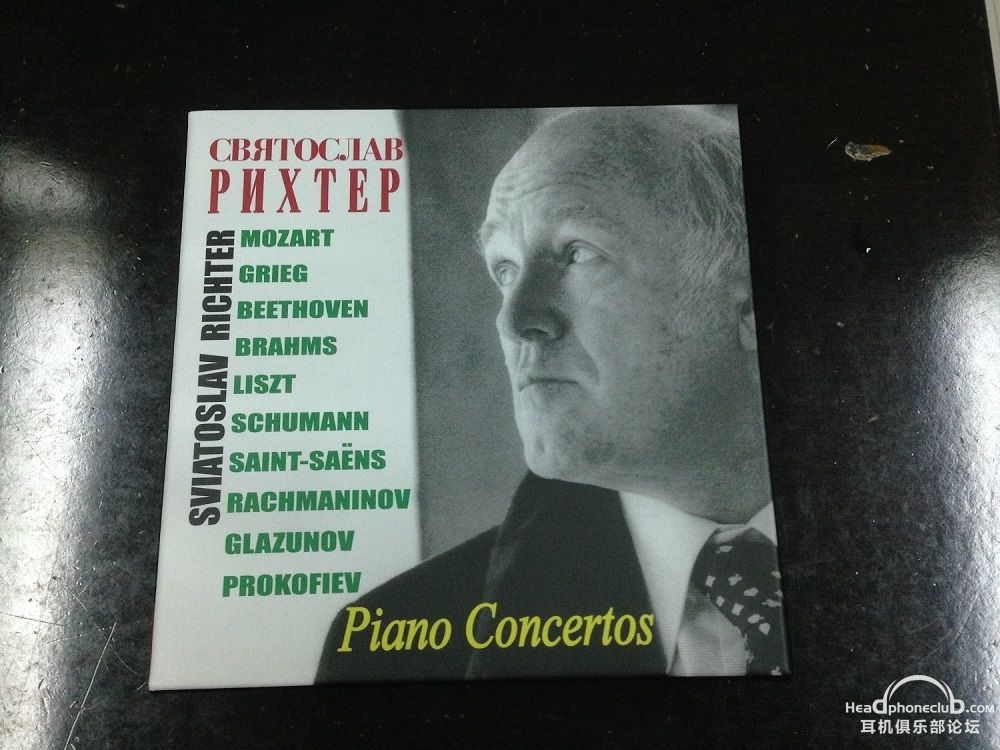 СВЯТОСЛАВ
РИХТЕР
SVIATOSLAV RICHTER
MOZART
GRIEG
BEETHOVEN
BRAHMS
LISZT
SCHUMANN
SAINT-SAËNS
RACHMANINOV
GLAZUNOV
PROKOFIEV
Piano Concertos
HeadphoneclubD.com
耳机俱乐部论坛